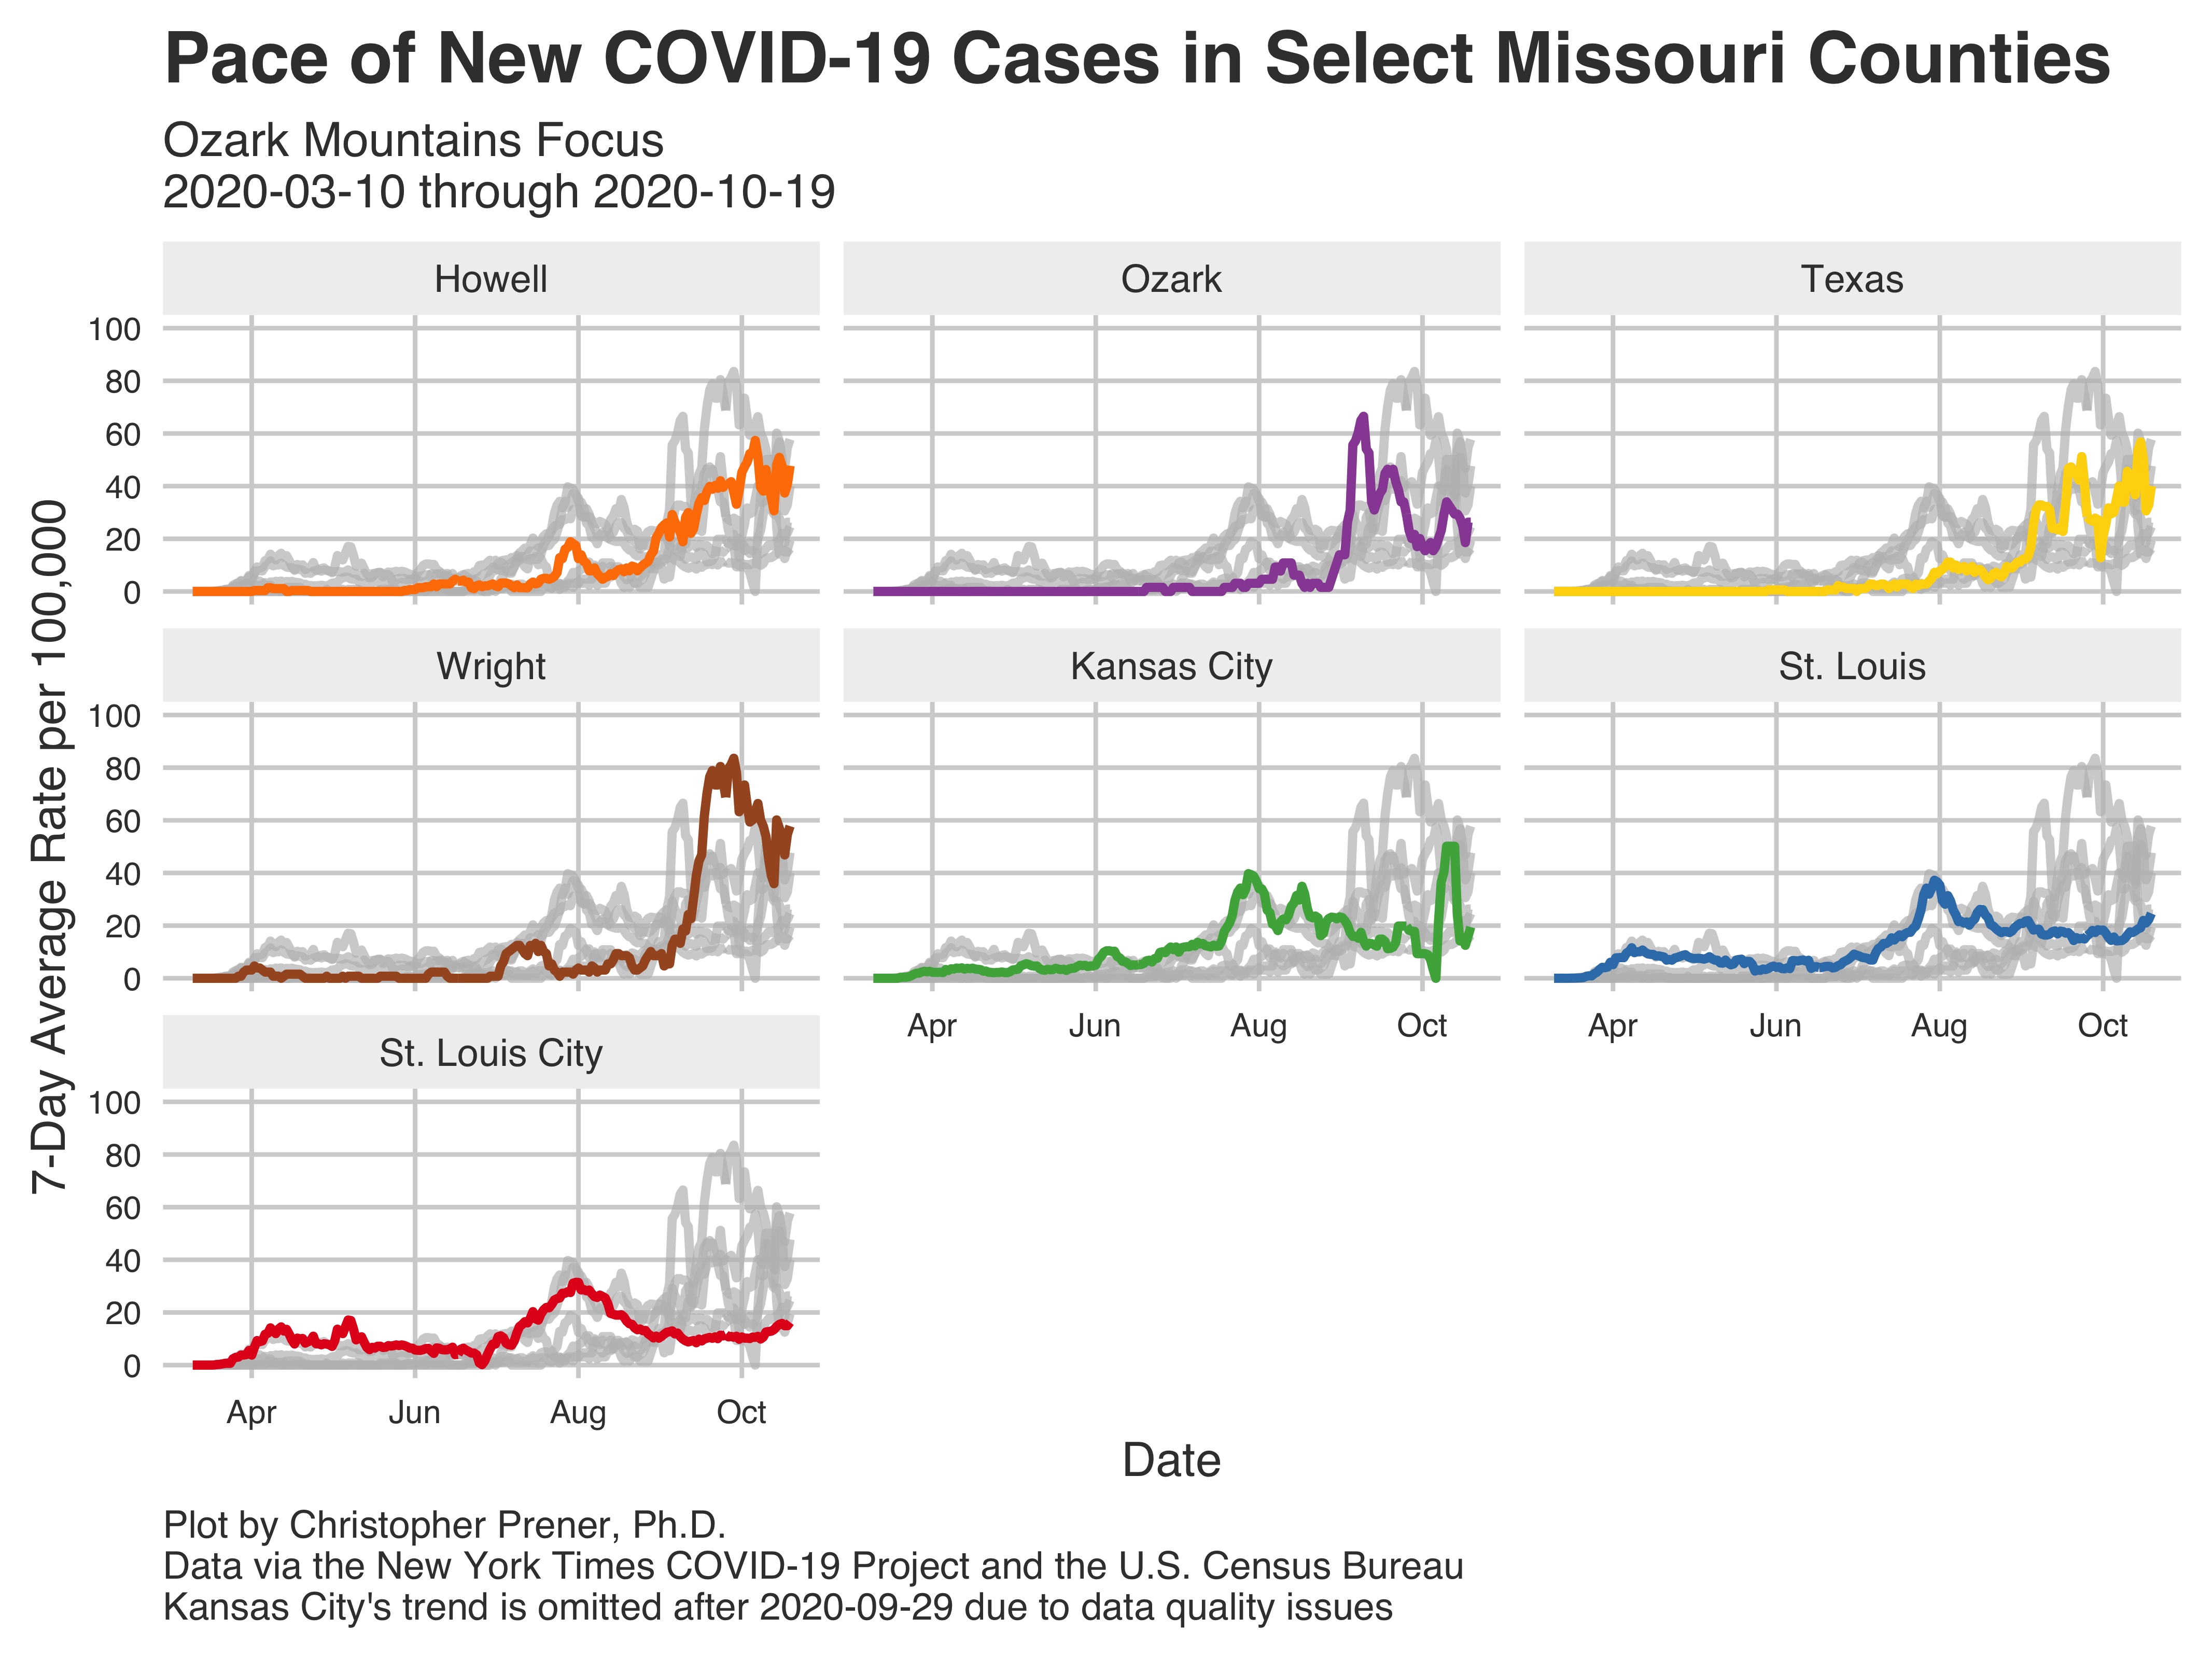 Pace of New COVID-19 Cases in Select Missouri Counties
Ozark Mountains Focus
2020-03-10 through 2020-10-19
Howell
Ozark
Texas
100
80
60
40
20
0
Wright
Kansas City
St. Louis
100
80
60
40
20
0
Apr
Jun
Aug
Oct
Apr
Jun
Aug
Oct
St. Louis City
100
80
60
40
20
0
Apr
Jun
Aug
Oct
7-Day Average Rate per 100,000
Date
Plot by Christopher Prener, Ph.D.
Data via the New York Times COVID-19 Project and the U.S. Census Bureau
Kansas City's trend is omitted after 2020-09-29 due to data quality issues